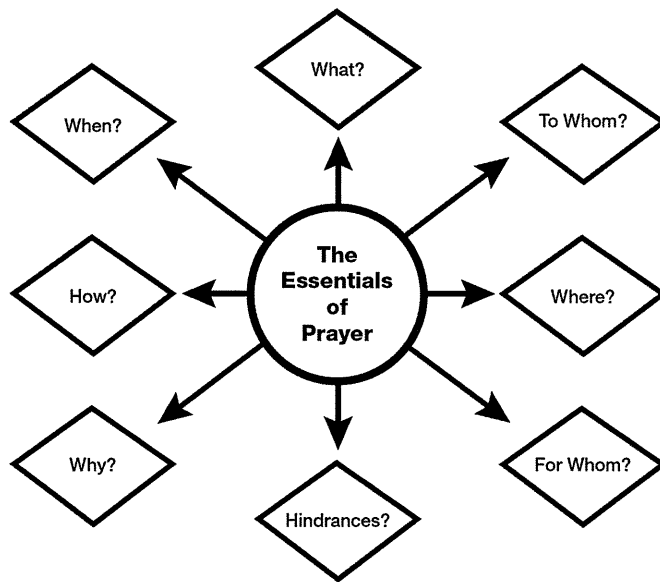 What?
When?
To Whom?
The
Essentials
of
Prayer
How?
Where?
Why?
For Whom?
Hindrances?